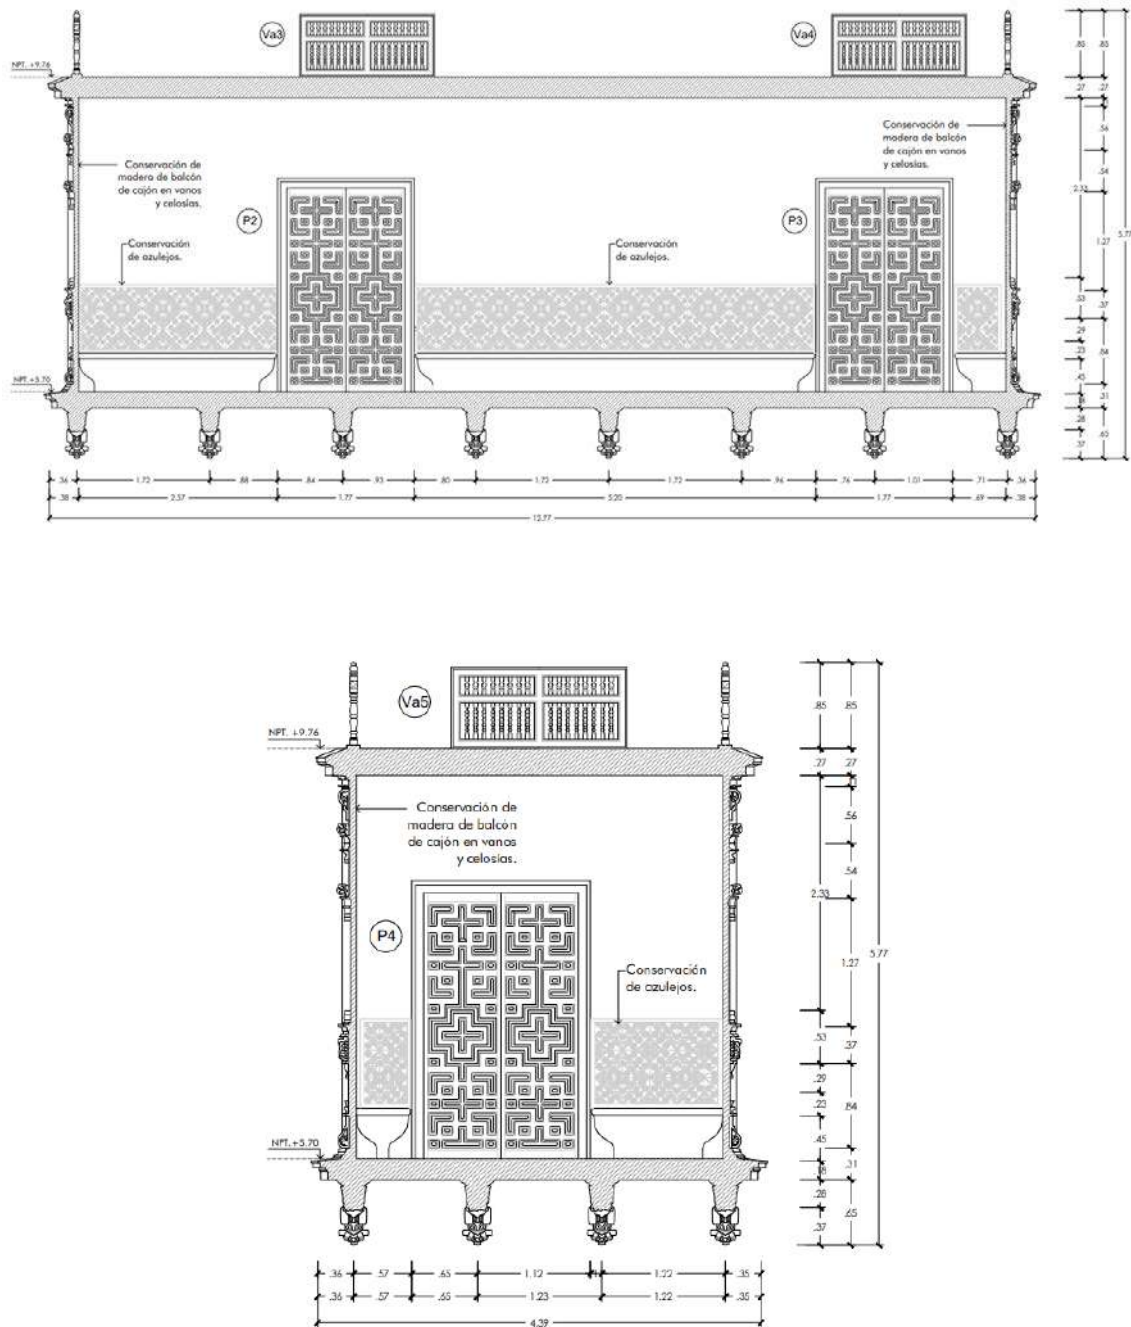 Va3
Va4
NPT. +9.76
Conservación de
madera de balcón
de cajón en vanos
y celosías.
Conservación de
madera de balcón
de cajón en vanos
y celosías.
P2
P3
Conservación
de azulejos.
Conservación
de azulejos.
NPT. +5.70
.85 .85
.27 .27
.56
.54
2.33
1.27
5.77
.53
.37
.29
.23
.84
.45
.31
.28
.37
.36 1.72 .88 .84 .93 .80 1.72 1.72 .96 .76 1.01 .71 .36
.38 2.57 1.77 5.20 1.77 .69 .38
12.77
Va5
NPT. +9.76
Conservación de
madera de balcón
de cajón en vanos
y celosías.
P4
Conservación
de azulejos.
NPT. +5.70
.85 .85
.27 .27
.56
.54
2.33
1.27
5.77
.53
.37
.29
.23
.84
.45
.31
.28
.65
.37
.36 .57 .65 1.12 1.22 .35
.36 .57 .65 1.23 1.22 .35
4.39